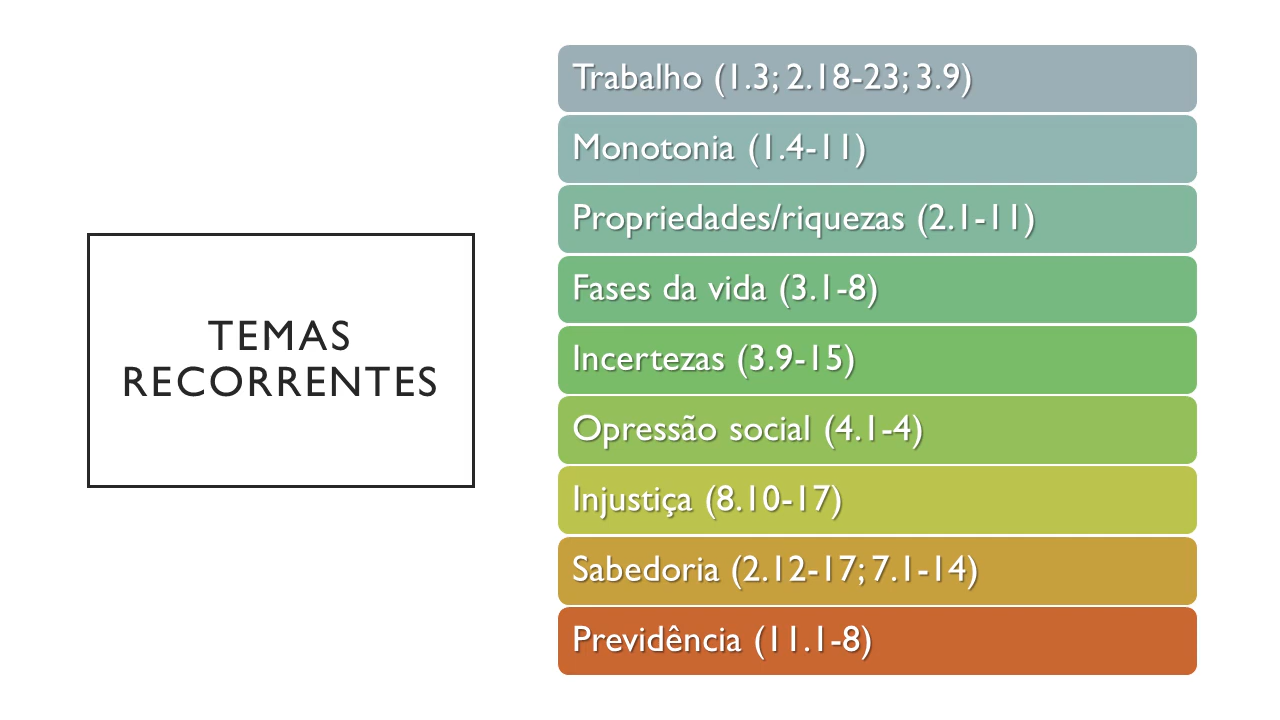 TEMAS
RECORRENTES
Trabalho (1.3; 2.18-23; 3.9)
Monotonia (1.4-11)
Propriedades/riquezas (2.1-11)
Fases da vida (3.1-8)
Incertezas (3.9-15)
Opressão social (4.1-4)
Injustiça (8.10-17)
Sabedoria (2.12-17; 7.1-14)
Previdência (11.1-8)